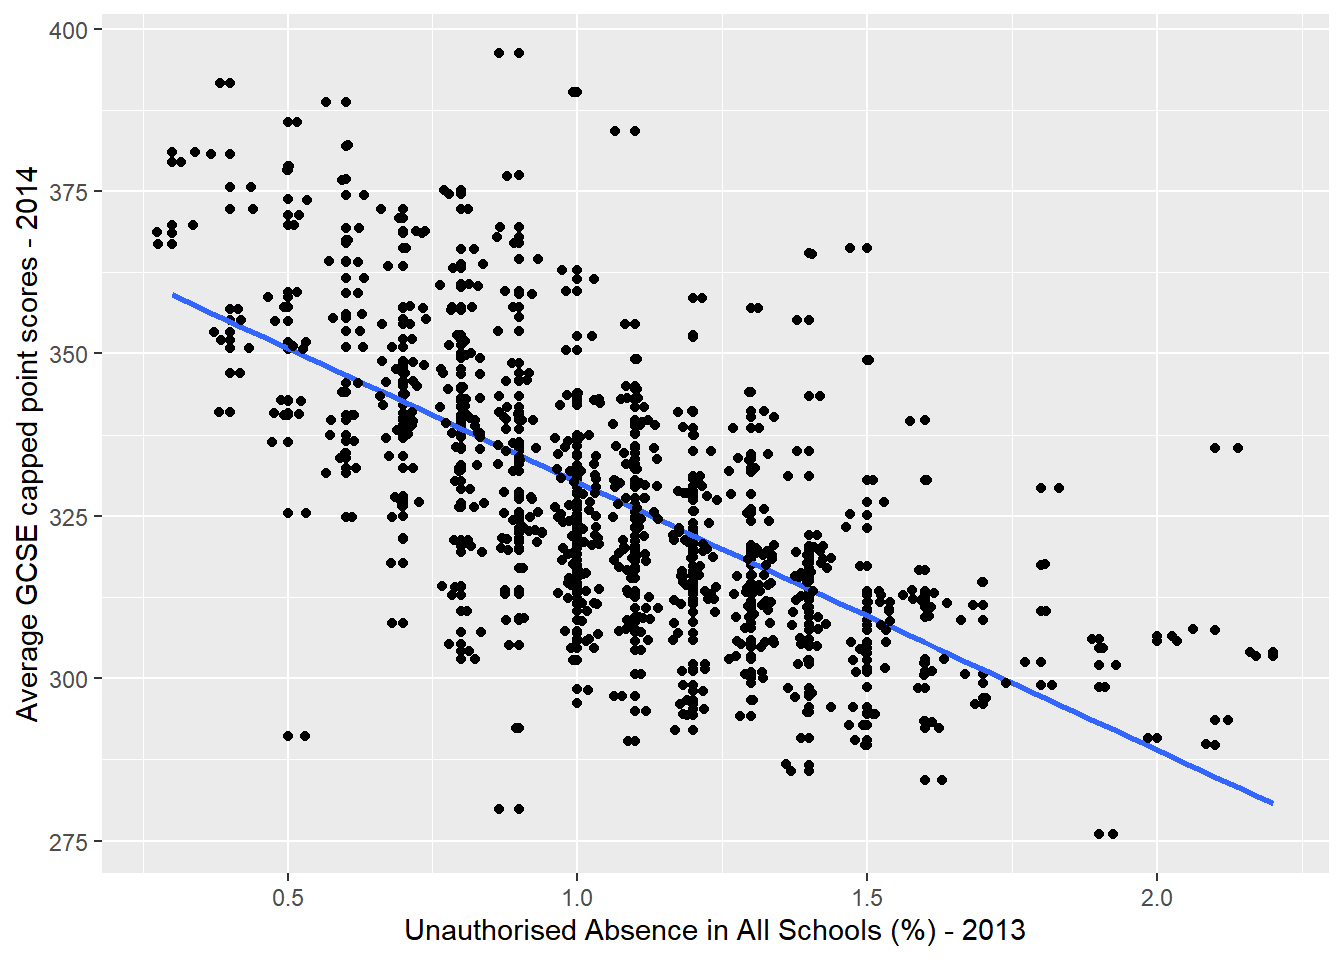 400
375
350
325
300
275
Average GCSE capped point scores - 2014
0.5 1.0 1.5 2.0
Unauthorised Absence in All Schools (%) - 2013